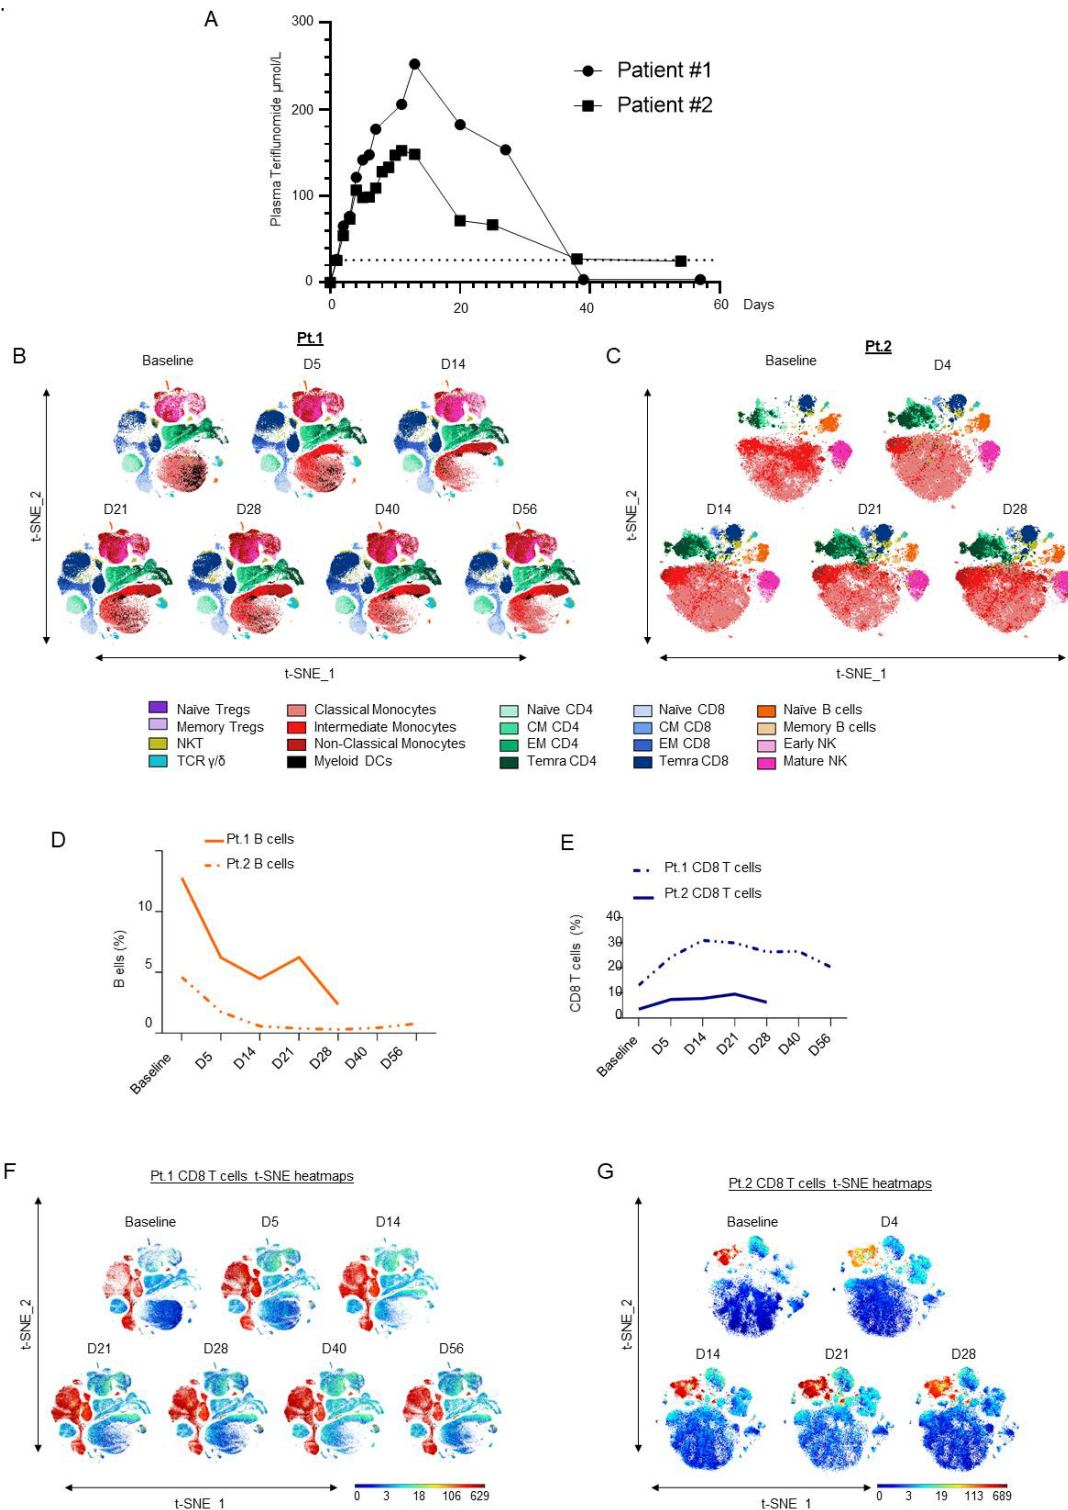 A
300
200
100
0
Plasma Teriflunomide µmol/L
Patient #1
Patient #2
0
20
40
60
Days
B
Pt.1
Baseline
D5
D14
D21
D28
D40
D56
t-SNE_2
t-SNE_1
C
Pt.2
Baseline
D4
D14
D21
D28
t-SNE_2
t-SNE_1
Naïve Tregs
Memory Tregs
NKT
TCR γ/δ
Classical Monocytes
Intermediate Monocytes
Non-Classical Monocytes
Myeloid DCs
Naïve CD4
CM CD4
EM CD4
Temra CD4
Naïve CD8
CM CD8
EM CD8
Temra CD8
Naïve B cells
Memory B cells
Early NK
Mature NK
D
Pt.1 B cells
Pt.2 B cells
B ells (%)
10
5
0
Baseline
D5
D14
D21
D28
D40
D56
E
Pt.1 CD8 T cells
Pt.2 CD8 T cells
CD8 T cells (%)
40
30
20
10
0
Baseline
D5
D14
D21
D28
D40
D56
F
Pt.1 CD8 T cells t-SNE heatmaps
Baseline
D5
D14
D21
D28
D40
D56
t-SNE_2
t-SNE_1
0 3 18 106 629
G
Pt.2 CD8 T cells t-SNE heatmaps
Baseline
D4
D14
D21
D28
t-SNE_2
t-SNE_1
0 3 19 113 689